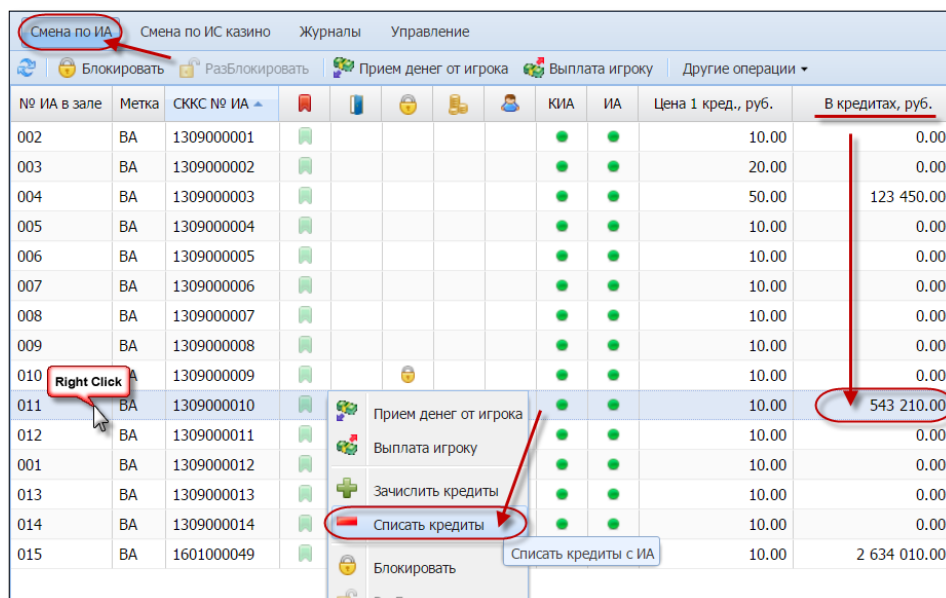 Смена по ИА Смена по ИС казино Журналы Управление
Блокировать РазБлокировать Прием денег от игрока Выплата игроку Другие операции
№ ИА в зале Метка СККС № ИА КИА ИА Цена 1 кред., руб. В кредитах, руб.
002 ВА 1309000001 10.00 0.00
003 ВА 1309000002 20.00 0.00
004 ВА 1309000003 50.00 123 450.00
005 ВА 1309000004 10.00 0.00
006 ВА 1309000005 10.00 0.00
007 ВА 1309000006 10.00 0.00
008 ВА 1309000007 10.00 0.00
009 ВА 1309000008 10.00 0.00
010 1309000009 10.00 0.00
Right Click
011 ВА 1309000010 10.00 543 210.00
Прием денег от игрока
012 ВА 1309000011 10.00 0.00
Выплата игроку
001 ВА 1309000012 10.00 0.00
013 ВА 1309000013 10.00 0.00
Зачислить кредиты
014 ВА 1309000014 10.00 0.00
Списать кредиты
Списать кредиты с ИА
015 ВА 1601000049 10.00 2 634 010.00
Блокировать